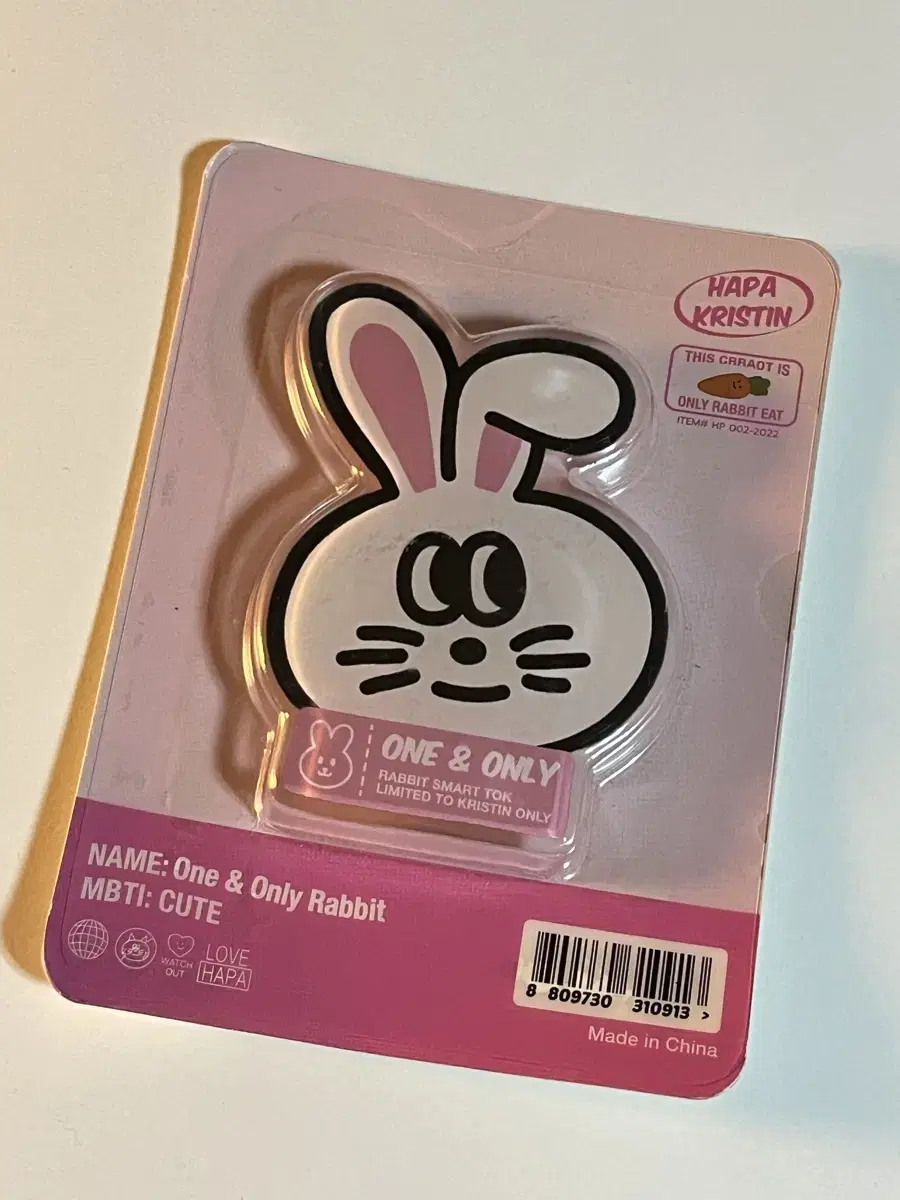 HAPA
KRISTIN
THIS CRRAOT IS
ONLY RABBIT EAT
ITEM# HP 002-2022
ONE & ONLY
RABBIT SMART TOK
LIMITED TO KRISTIN ONLY
NAME: One & Only Rabbit
MBTI: CUTE
WATCH
OUT
LOVE
HAPA
8 809730 310913 >
Made in China